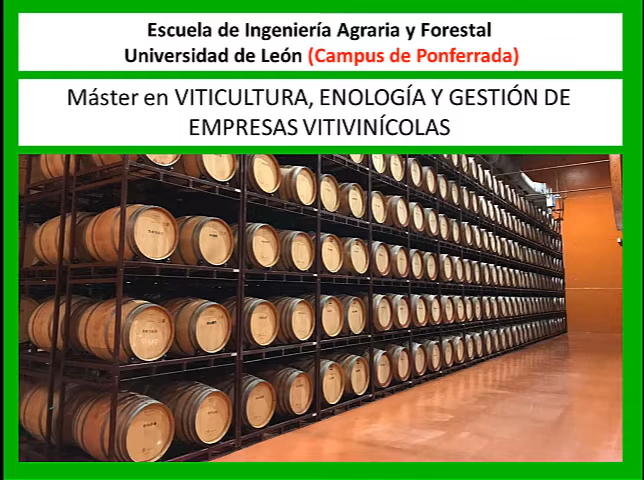 Escuela de Ingeniería Agraria y Forestal
Universidad de León (Campus de Ponferrada)
Máster en VITICULTURA, ENOLOGÍA Y GESTIÓN DE
EMPRESAS VITIVINÍCOLAS